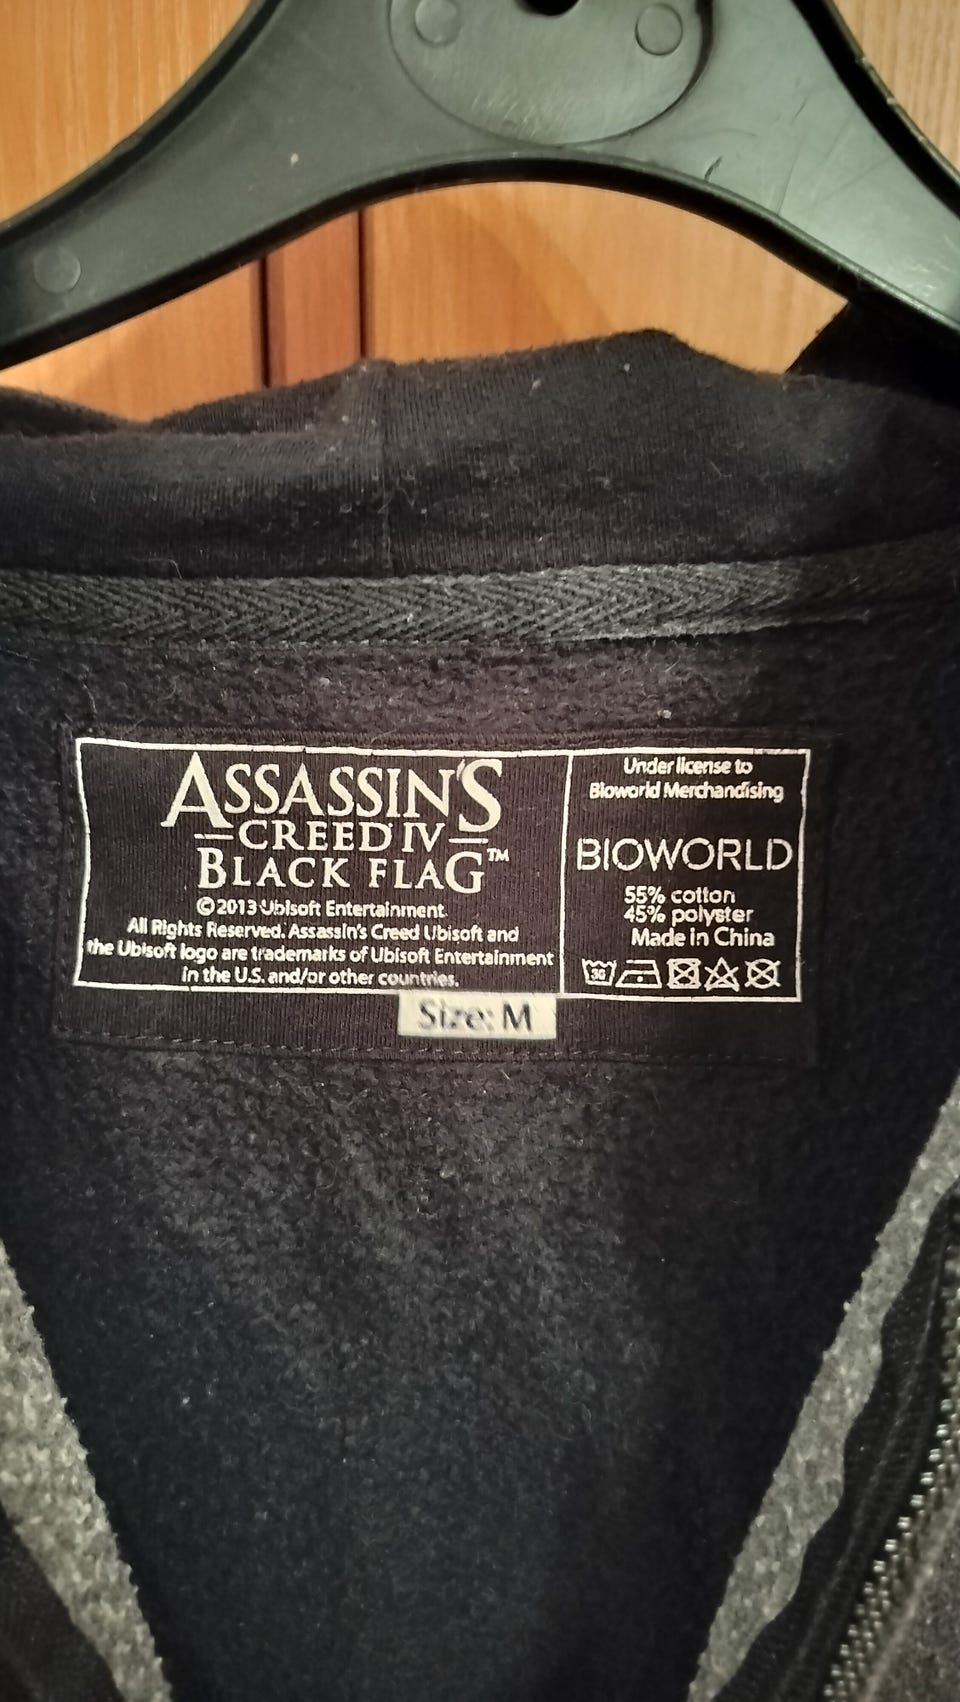 ASSASSIN'S
CREED IV
BLACK FLAG™
© 2013 Ubisoft Entertainment.
All Rights Reserved. Assassin's Creed Ubisoft and
the Ubisoft logo are trademarks of Ubisoft Entertainment
in the U.S. and/or other countries.
Under license to
Bioworld Merchandising
BIOWORLD
55% cotton
45% polyster
Made in China
Size: M